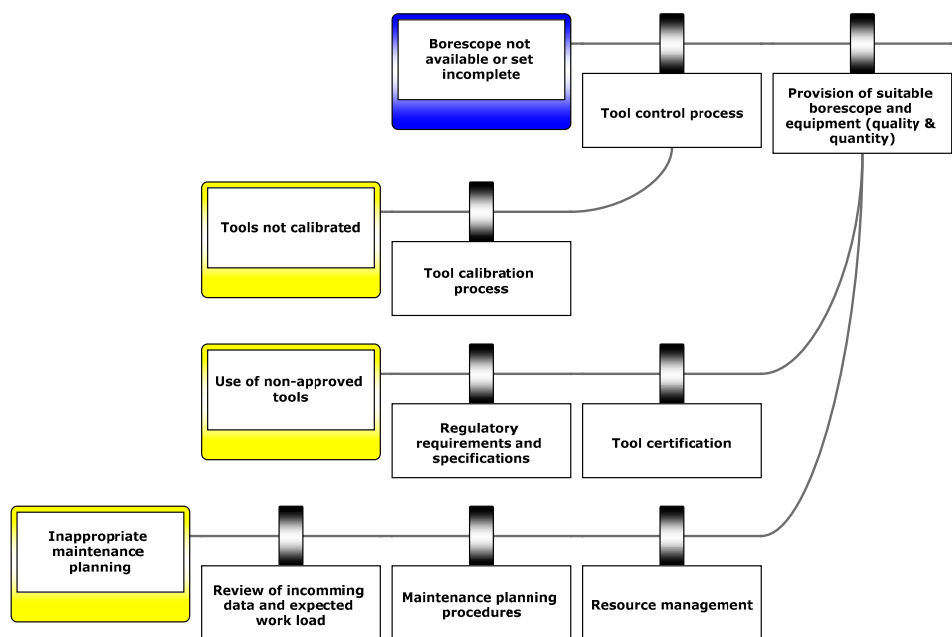 Borescope not
available or set
incomplete
Tool control process
Provision of suitable
borescope and
equipment (quality &
quantity)
Tools not calibrated
Tool calibration
process
Use of non-approved
tools
Regulatory
requirements and
specifications
Tool certification
Inappropriate
maintenance
planning
Review of incomming
data and expected
work load
Maintenance planning
procedures
Resource management